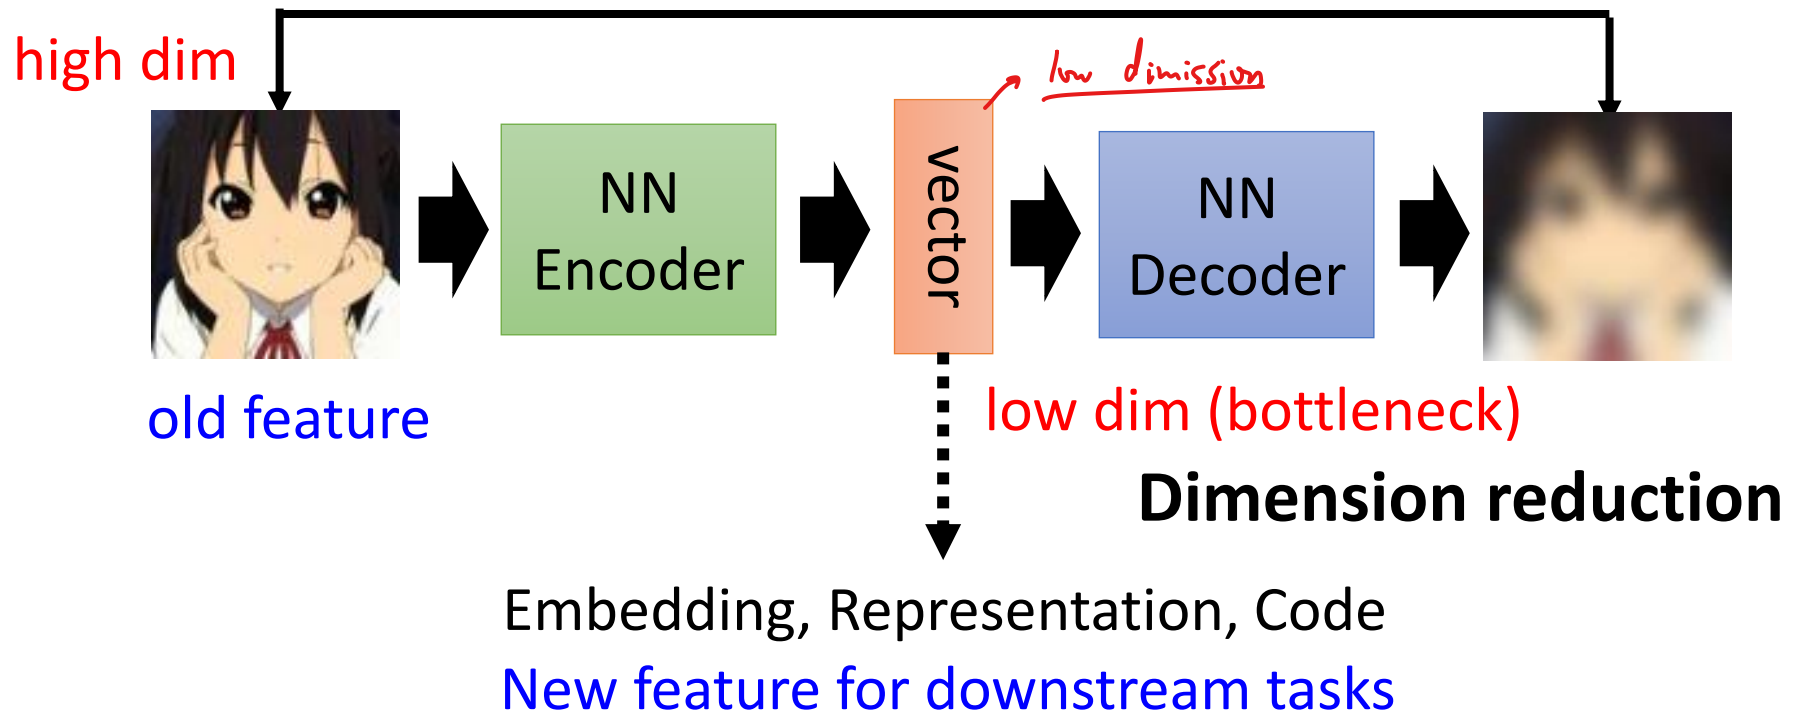 high dim
low dimission
NN
Encoder
vector
NN
Decoder
old feature
low dim (bottleneck)
Dimension reduction
Embedding, Representation, Code
New feature for downstream tasks